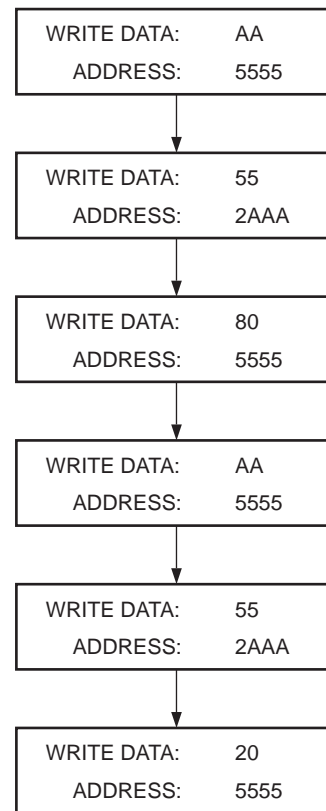 WRITE DATA: AA
ADDRESS: 5555
WRITE DATA: 55
ADDRESS: 2AAA
WRITE DATA: 80
ADDRESS: 5555
WRITE DATA: AA
ADDRESS: 5555
WRITE DATA: 55
ADDRESS: 2AAA
WRITE DATA: 20
ADDRESS: 5555